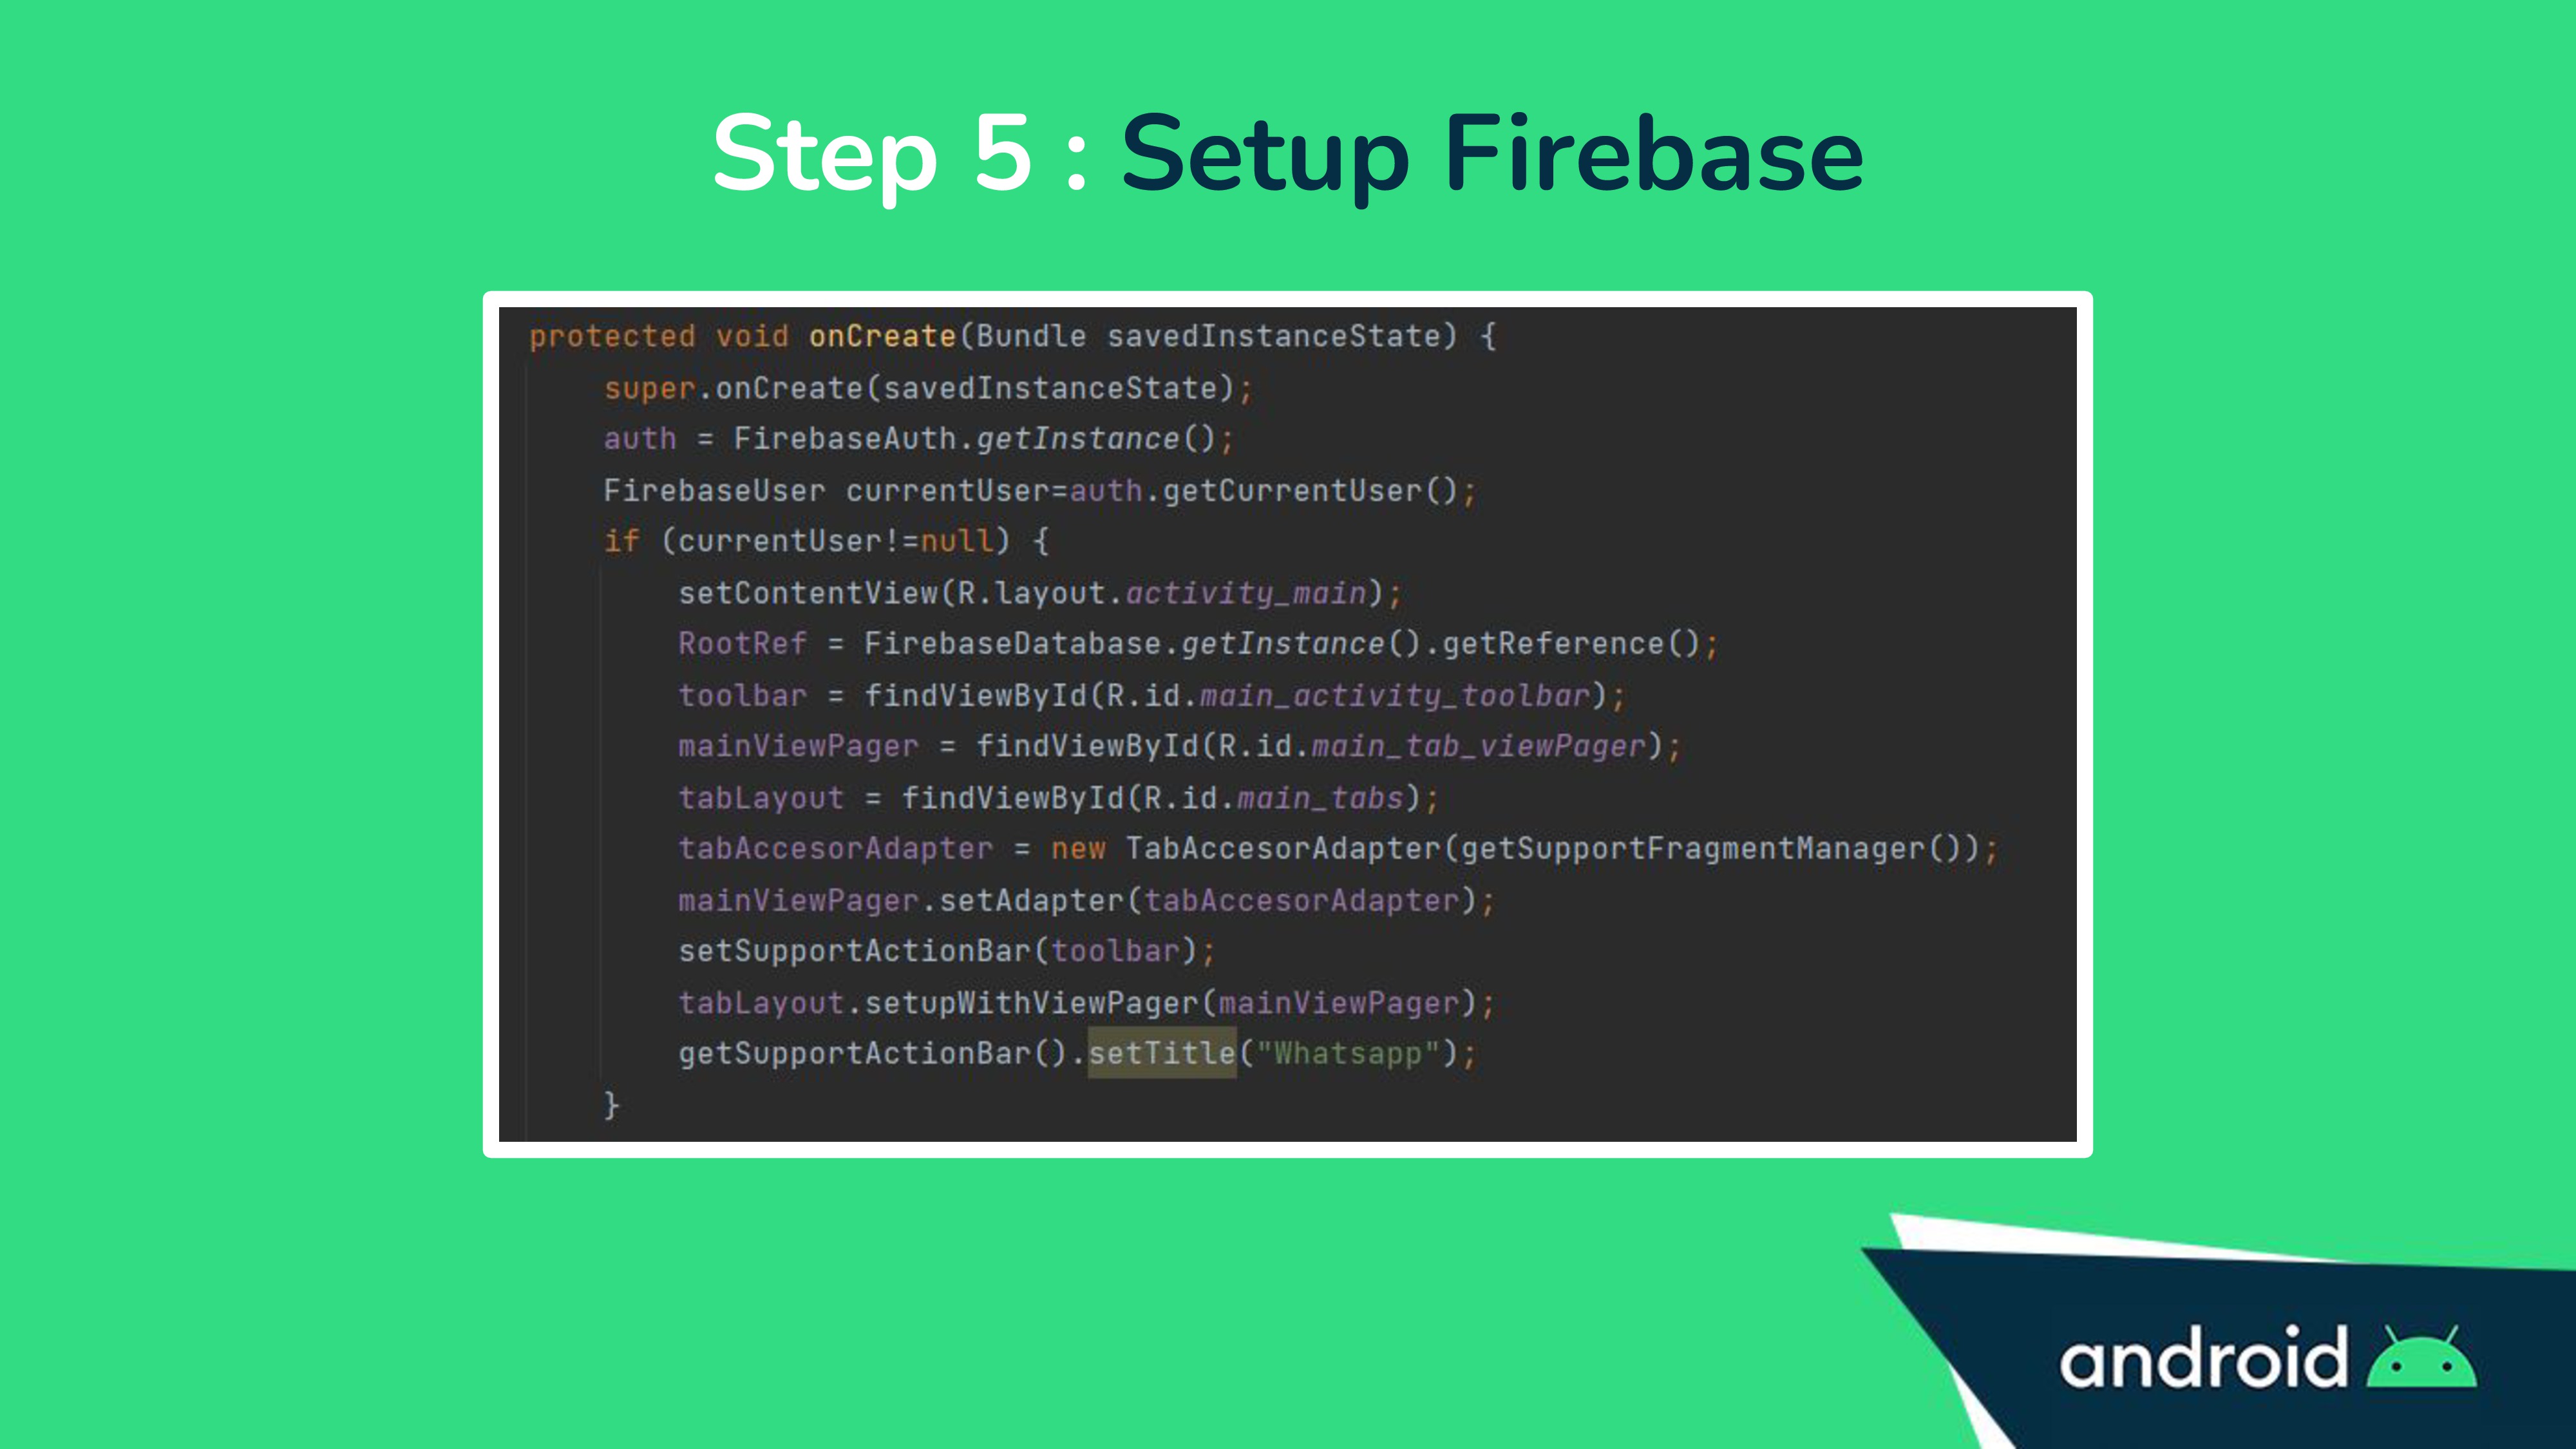 Step 5 : Setup Firebase
protected void onCreate(Bundle savedInstanceState) {
super.onCreate(savedInstanceState);
auth = FirebaseAuth.getInstance();
FirebaseUser currentUser=auth.getCurrentUser();
if (currentUser!=null) {
setContentView(R.layout.activity_main);
RootRef = FirebaseDatabase.getInstance().getReference();
toolbar = findViewById(R.id.main_activity_toolbar);
mainViewPager = findViewById(R.id.main_tab_viewPager);
tabLayout = findViewById(R.id.main_tabs);
tabAccesorAdapter = new TabAccesorAdapter(getSupportFragmentManager());
mainViewPager.setAdapter(tabAccesorAdapter);
setSupportActionBar(toolbar);
tabLayout.setupWithViewPager(mainViewPager);
getSupportActionBar().setTitle("Whatsapp");
}
android